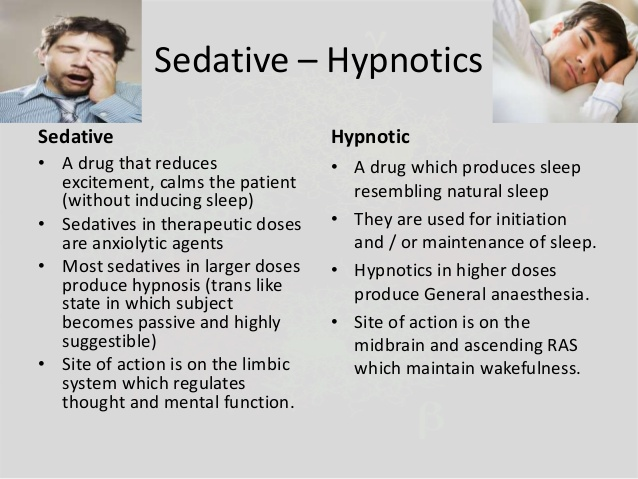 Sedative – Hypnotics
Sedative
• A drug that reduces
excitement, calms the patient
(without inducing sleep)
• Sedatives in therapeutic doses
are anxiolytic agents
• Most sedatives in larger doses
produce hypnosis (trans like
state in which subject
becomes passive and highly
suggestible)
• Site of action is on the limbic
system which regulates
thought and mental function.
Hypnotic
• A drug which produces sleep
resembling natural sleep
• They are used for initiation
and / or maintenance of sleep.
• Hypnotics in higher doses
produce General anaesthesia.
• Site of action is on the
midbrain and ascending RAS
which maintain wakefulness.
β